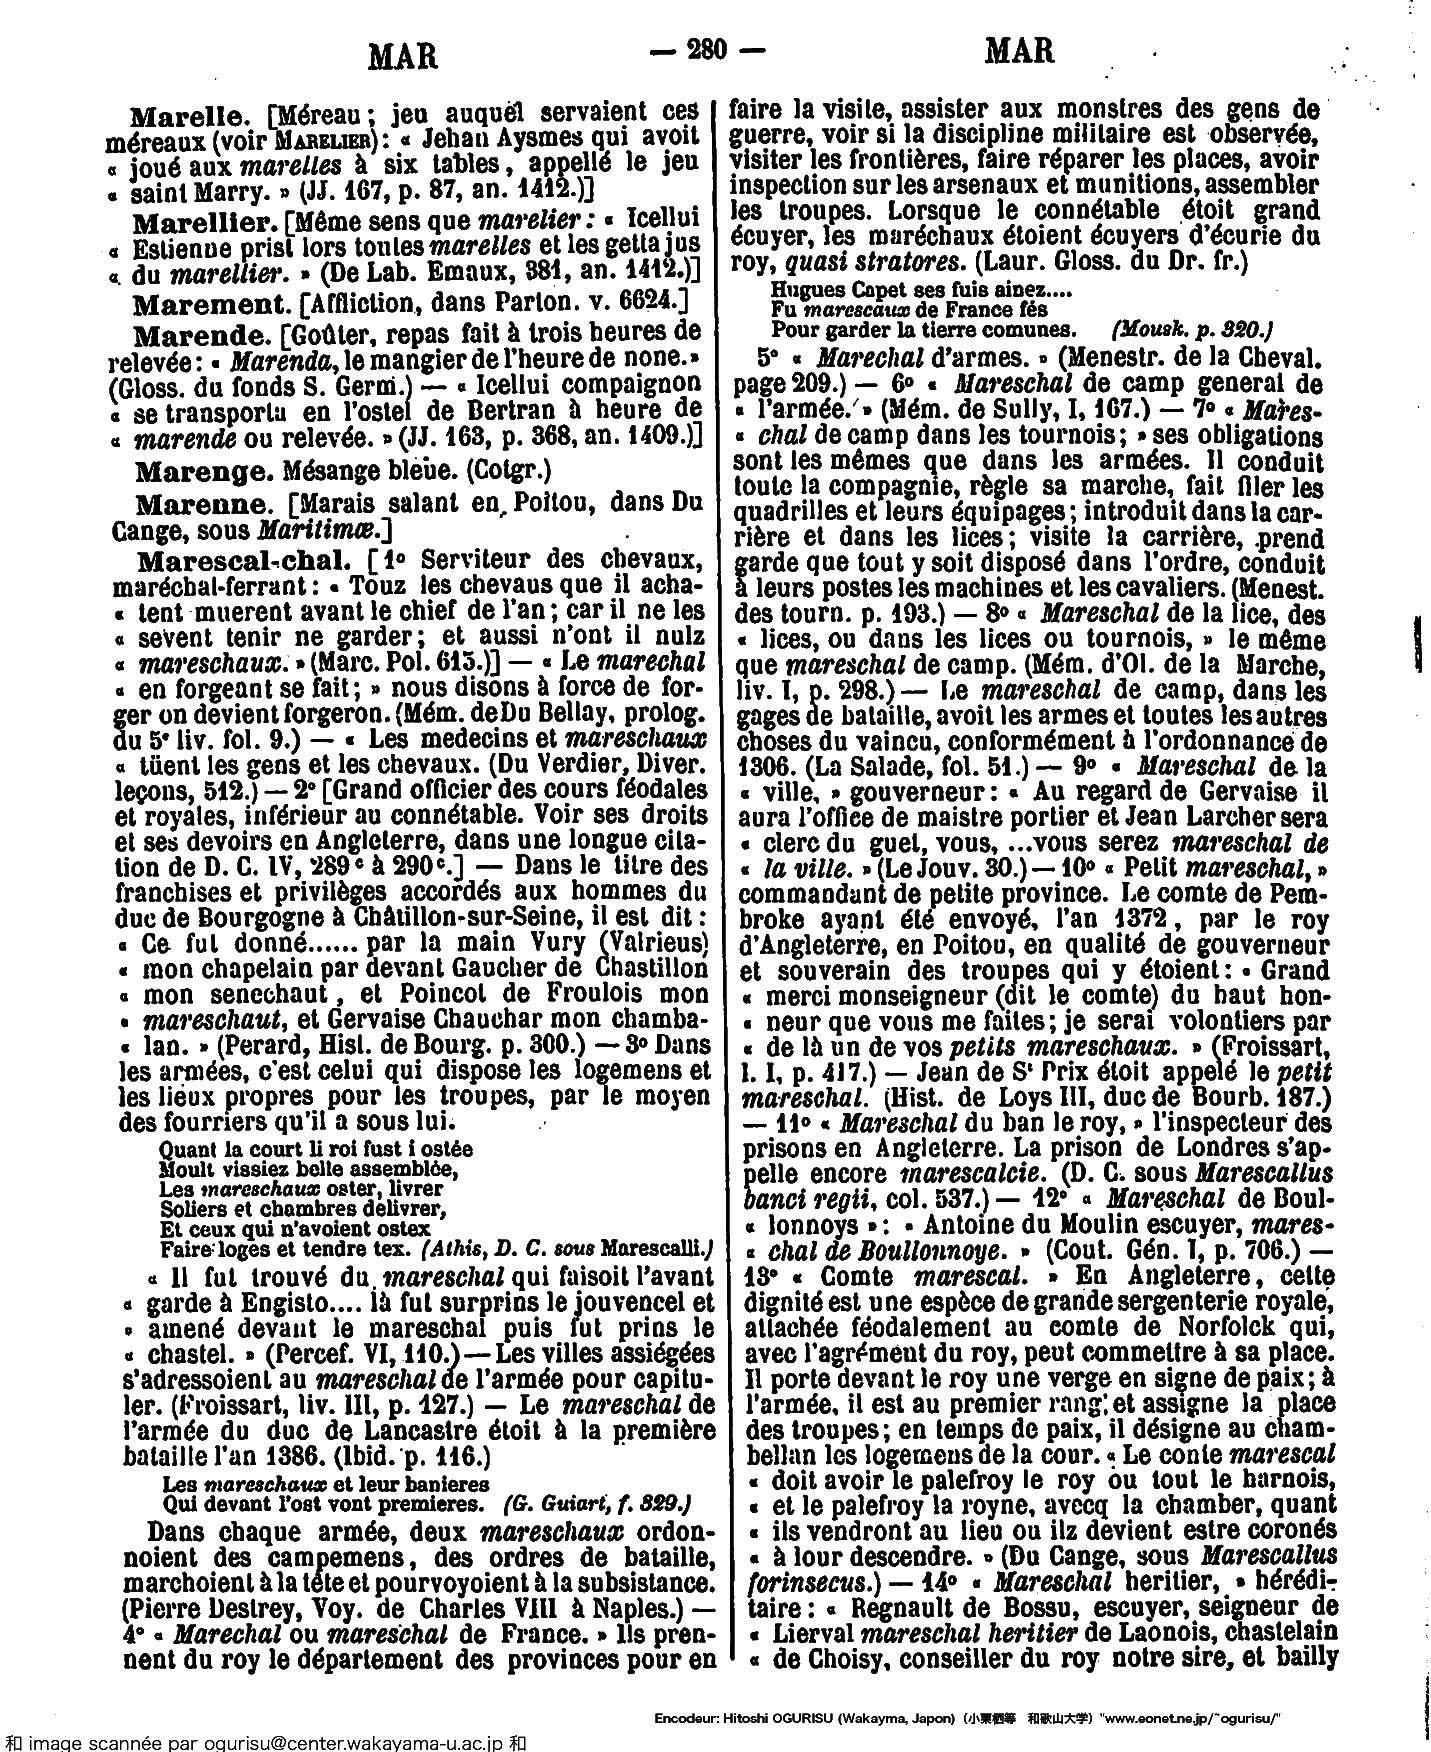 MAR — 280 — MAR
Marelle. [Méreau ; jeu auquel servaient ces
méreaux (voir MARELIER) : « Jehan Aysmes qui avoit
« joué aux marelles à six tables, appellé le jeu
« saint Marry. » (JJ. 167, p. 87, an. 1412.)]
Marellier. [Même sens que marelier : « Icellui
« Estienne prist lors toutes marelles et les getta jus
« du marellier. » (De Lab. Emaux, 381, an. 1412.)]
Marement. [Affliction, dans Parton. v. 6624.]
Marende. [Goûter, repas fait à trois heures de
relevée : « Marenda, le mangier de l'heure de none. »
(Gloss. du fonds S. Germ.) — « Icellui compaignon
« se transporta en l'ostel de Bertran à heure de
« marende ou relevée. » (JJ. 163, p. 368, an. 1409.)]
Marenge. Mésange bleüe. (Cotgr.)
Marenne. [Marais salant en Poitou, dans Du
Cange, sous Maritimæ.]
Marescal-chal. [1º Serviteur des chevaux,
maréchal-ferrant : « Touz les chevaus que il acha-
« tent muerent avant le chief de l'an ; car il ne les
« sevent tenir ne garder ; et aussi n'ont il nulz
« mareschaux. » (Marc. Pol. 615.)] — « Le marechal
« en forgeant se fait ; » nous disons à force de for-
ger on devient forgeron. (Mém. de Du Bellay, prolog.
du 5e liv. fol. 9.) — « Les medecins et mareschaux
« tüent les gens et les chevaux. (Du Verdier, Diver.
leçons, 512.) — 2º [Grand officier des cours féodales
et royales, inférieur au connétable. Voir ses droits
et ses devoirs en Angleterre, dans une longue cita-
tion de D. C. IV, 289 c à 290 c.] — Dans le titre des
franchises et privilèges accordés aux hommes du
duc de Bourgogne à Châtillon-sur-Seine, il est dit :
« Ce fut donné...... par la main Vury (Valrieus)
« mon chapelain par devant Gaucher de Chastillon
« mon senechaut, et Poincot de Froulois mon
« mareschaut, et Gervaise Chauchar mon chamba-
« lan. » (Perard, Hist. de Bourg. p. 300.) — 3º Dans
les armées, c'est celui qui dispose les logemens et
les lieux propres pour les troupes, par le moyen
des fourriers qu'il a sous lui.
Quant la court li roi fust i ostée
Moult vissiez belle assemblée,
Les mareschaux oster, livrer
Soliers et chambres delivrer,
Et ceux qui n'avoient ostex
Faire loges et tendre tex. (Athis, D. C. sous Marescalli.)
« Il fut trouvé du mareschal qui faisoit l'avant
« garde à Engisto.... là fut surprins le jouvencel et
« amené devant le mareschal puis fut prins le
« chastel. » (Percef. VI, 110.) — Les villes assiégées
s'adressoient au mareschal de l'armée pour capitu-
ler. (Froissart, liv. III, p. 127.) — Le mareschal de
l'armée du duc de Lancastre étoit à la première
bataille l'an 1386. (Ibid. p. 116.)
Les mareschaux et leur banieres
Qui devant l'ost vont premieres. (G. Guiart, f. 329.)
Dans chaque armée, deux mareschaux ordon-
noient des campemens, des ordres de bataille,
marchoient à la tête et pourvoyoient à la subsistance.
(Pierre Destrey, Voy. de Charles VIII à Naples.) —
4º « Marechal ou mareschal de France. » Ils pren-
nent du roy le département des provinces pour en
faire la visite, assister aux monstres des gens de
guerre, voir si la discipline militaire est observée,
visiter les frontières, faire réparer les places, avoir
inspection sur les arsenaux et munitions, assembler
les troupes. Lorsque le connétable étoit grand
écuyer, les maréchaux étoient écuyers d'écurie du
roy, quasi stratores. (Laur. Gloss. du Dr. fr.)
Hugues Capet ses fuis ainez....
Fu marescaux de France fés
Pour garder la tierre comunes. (Mousk. p. 320.)
5º « Marechal d'armes. » (Menestr. de la Cheval.
page 209.) — 6º « Mareschal de camp general de
« l'armée. » (Mém. de Sully, I, 167.) — 7º « Mares-
« chal de camp dans les tournois ; » ses obligations
sont les mêmes que dans les armées. Il conduit
toute la compagnie, règle sa marche, fait filer les
quadrilles et leurs équipages ; introduit dans la car-
rière et dans les lices ; visite la carrière, prend
garde que tout y soit disposé dans l'ordre, conduit
à leurs postes les machines et les cavaliers. (Menest.
des tourn. p. 193.) — 8º « Mareschal de la lice, des
« lices, ou dans les lices ou tournois, » le même
que mareschal de camp. (Mém. d'Ol. de la Marche,
liv. I, p. 298.) — Le mareschal de camp, dans les
gages de bataille, avoit les armes et toutes les autres
choses du vaincu, conformément à l'ordonnance de
1306. (La Salade, fol. 51.) — 9º « Mareschal de la
« ville, » gouverneur : « Au regard de Gervaise il
aura l'office de maistre portier et Jean Larcher sera
« clerc du guet, vous, ...vous serez mareschal de
« la ville. » (Le Jouv. 30.) — 10º « Petit mareschal, »
commandant de petite province. Le comte de Pem-
broke ayant été envoyé, l'an 1372, par le roy
d'Angleterre, en Poitou, en qualité de gouverneur
et souverain des troupes qui y étoient : « Grand
« merci monseigneur (dit le comte) du haut hon-
« neur que vous me faites ; je serai volontiers par
« de là un de vos petits mareschaux. » (Froissart,
l. I, p. 417.) — Jean de St Prix étoit appelé le petit
mareschal. (Hist. de Loys III, duc de Bourb. 187.)
— 11º « Mareschal du ban le roy, » l'inspecteur des
prisons en Angleterre. La prison de Londres s'ap-
pelle encore marescalcie. (D. C. sous Marescallus
banci regii, col. 537.) — 12º « Mareschal de Boul-
« lonnoys » : « Antoine du Moulin escuyer, mares-
« chal de Boullonnoye. » (Cout. Gén. I, p. 706.) —
13º « Comte marescal. » En Angleterre, cette
dignité est une espèce de grande sergenterie royale,
attachée féodalement au comte de Norfolck qui,
avec l'agrément du roy, peut commettre à sa place.
Il porte devant le roy une verge en signe de paix ; à
l'armée, il est au premier rang et assigne la place
des troupes ; en temps de paix, il désigne au cham-
bellan les logemens de la cour. « Le conte marescal
« doit avoir le palefroy le roy ou tout le harnois,
« et le palefroy la royne, avecq la chamber, quant
« ils vendront au lieu ou ilz devient estre coronés
« à lour descendre. » (Du Cange, sous Marescallus
forinsecus.) — 14º « Mareschal heritier, » hérédi-
taire : « Regnault de Bossu, escuyer, seigneur de
« Lierval mareschal heritier de Laonois, chastelain
« de Choisy, conseiller du roy notre sire, et bailly
Encodeur: Hitoshi OGURISU (Wakayma, Japon) (小栗栖等 和歌山大学) "www.eonet.ne.jp/~ogurisu/"
和 image scannée par ogurisu@center.wakayama-u.ac.jp 和